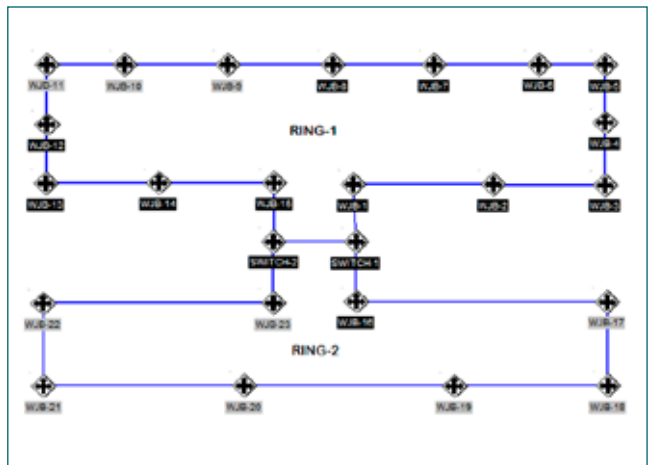 WJB-11 WJB-10 WJB-9 WJB-8 WJB-7 WJB-6 WJB-5
RING-1
WJB-12 WJB-4
WJB-13 WJB-14 WJB-15 WJB-1 WJB-2 WJB-3
SWITCH-2 SWITCH-1
WJB-22 WJB-23 WJB-16 WJB-17
RING-2
WJB-21 WJB-20 WJB-19 WJB-18